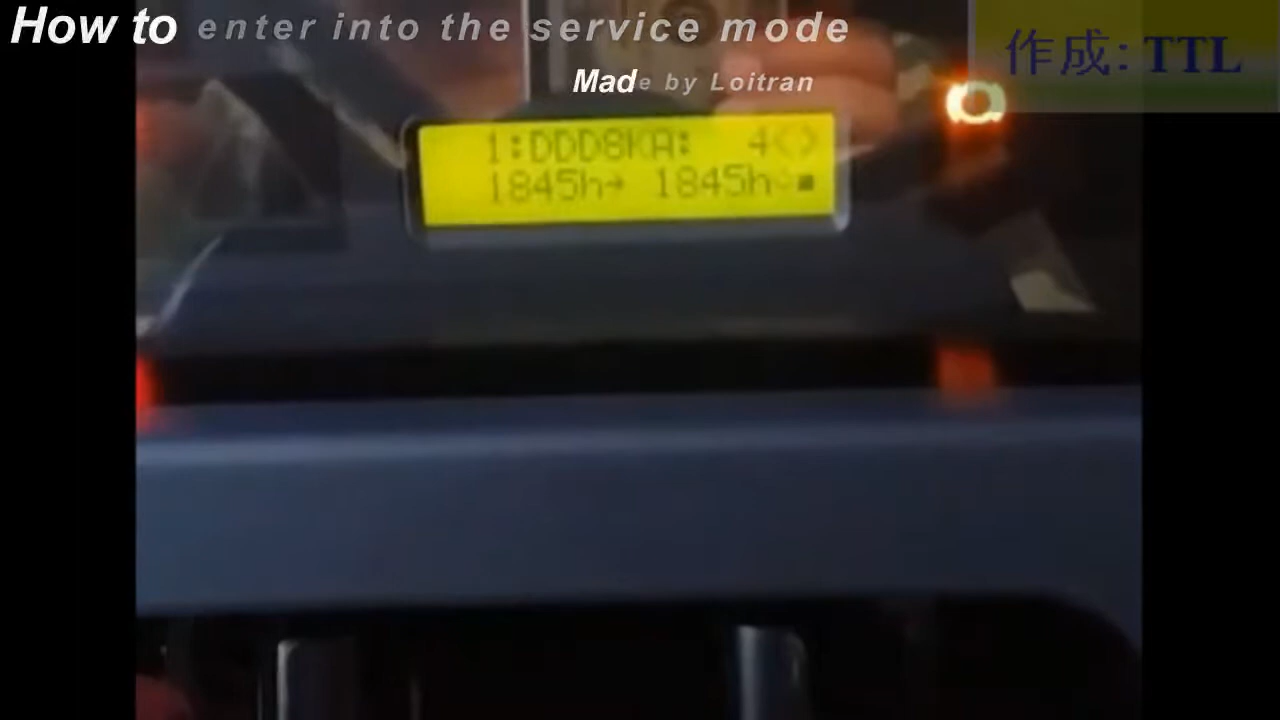 How to enter into the service mode
作成: TTL
Made by Loitran
1:DDD8KA: 4<>
1845h→ 1845h ■